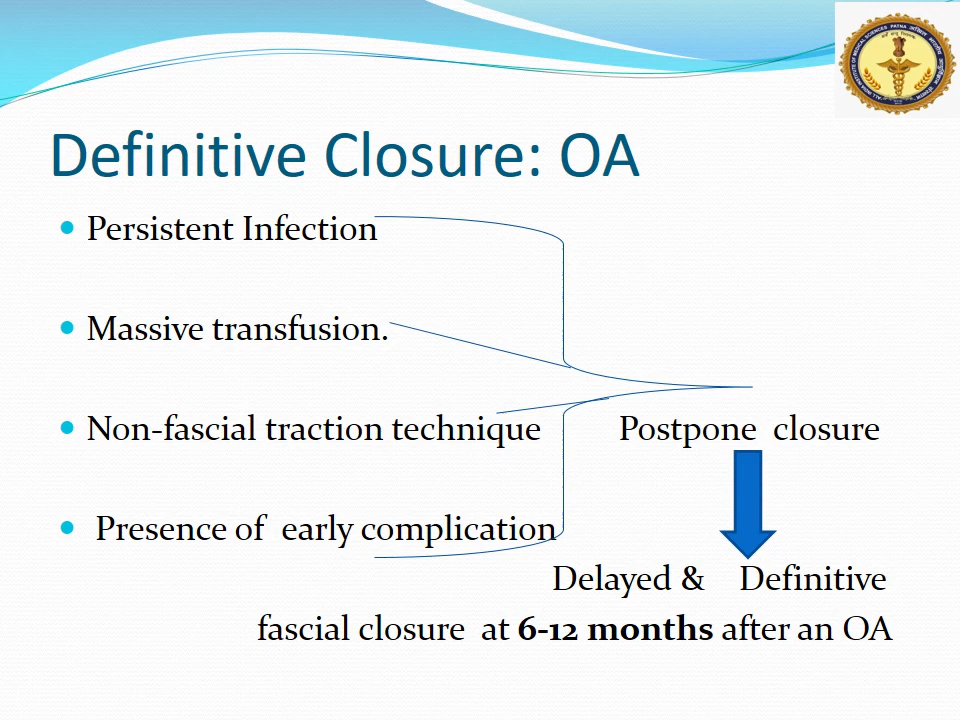 Definitive Closure: OA
Persistent Infection
Massive transfusion.
Non-fascial traction technique
Postpone closure
Presence of early complication
Delayed & Definitive
fascial closure at 6-12 months after an OA